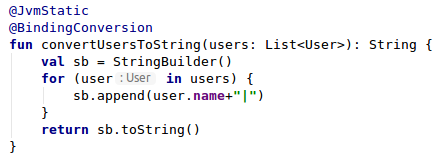 @JvmStatic
@BindingConversion
fun convertUsersToString(users: List<User>): String {
    val sb = StringBuilder()
    for (user : User in users) {
        sb.append(user.name+"|")
    }
    return sb.toString()
}